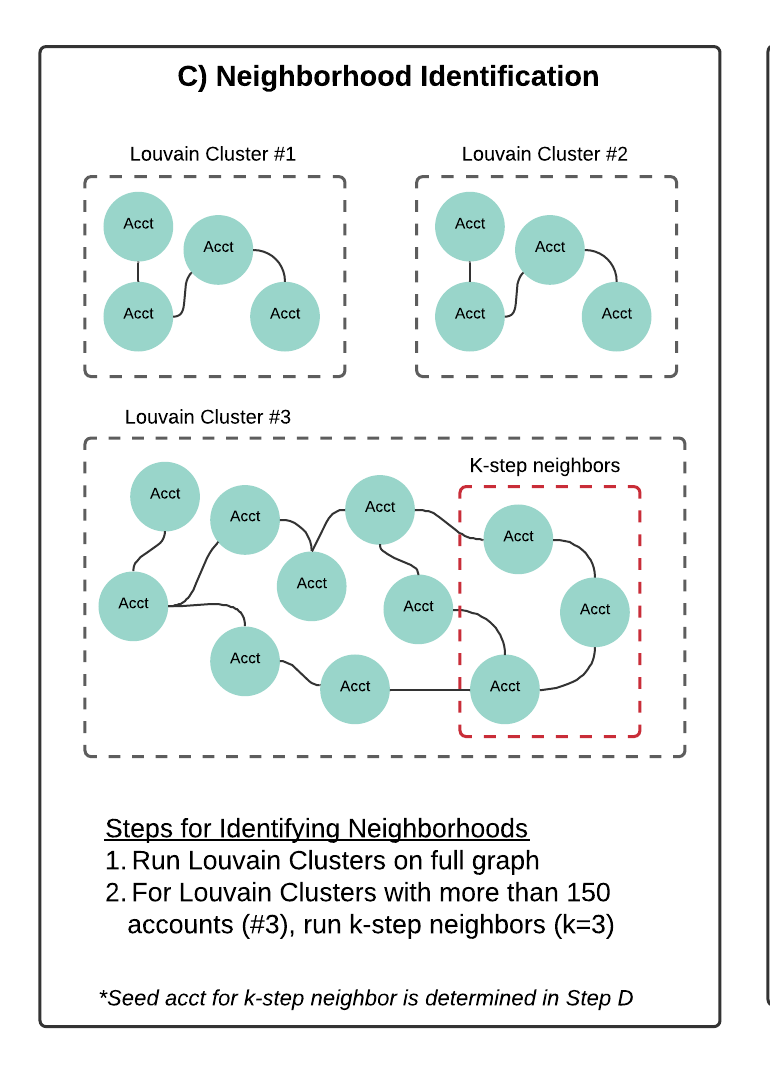 C) Neighborhood Identification
Louvain Cluster #1
Louvain Cluster #2
Acct
Acct
Acct
Acct
Acct
Acct
Acct
Acct
Louvain Cluster #3
K-step neighbors
Acct
Acct
Acct
Acct
Acct
Acct
Acct
Acct
Acct
Acct
Acct
Steps for Identifying Neighborhoods
1. Run Louvain Clusters on full graph
2. For Louvain Clusters with more than 150
accounts (#3), run k-step neighbors (k=3)
*Seed acct for k-step neighbor is determined in Step D